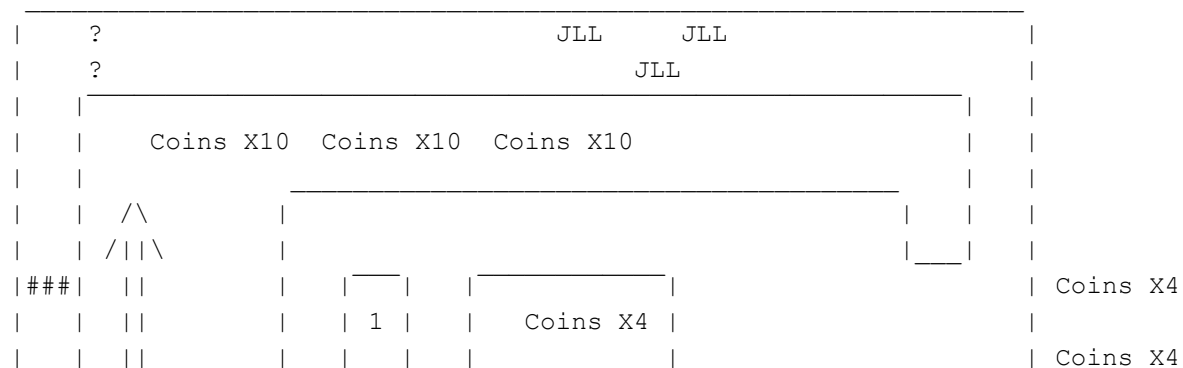 ? JLL JLL
? JLL
Coins X10 Coins X10 Coins X10
/\
/||\
### || Coins X4
|| 1 Coins X4
|| Coins X4